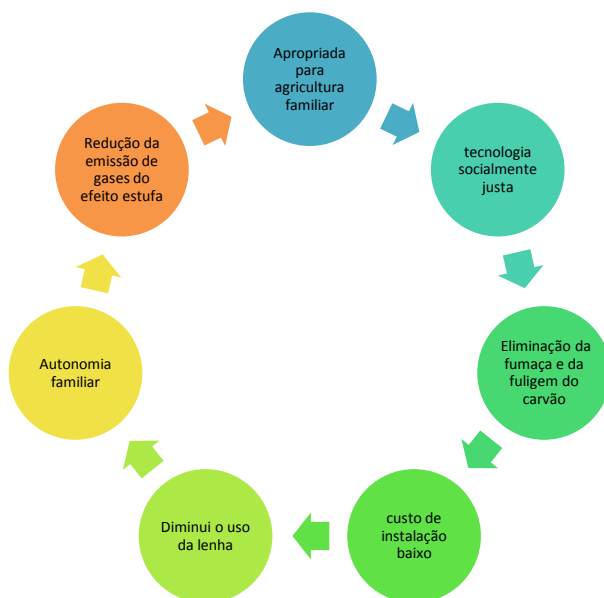 Apropriada
para
agricultura
familiar
tecnologia
socialmente
justa
Eliminação da
fumaça e da
fuligem do
carvão
custo de
instalação
baixo
Diminui o uso
da lenha
Autonomia
familiar
Redução da
emissão de
gases do
efeito estufa